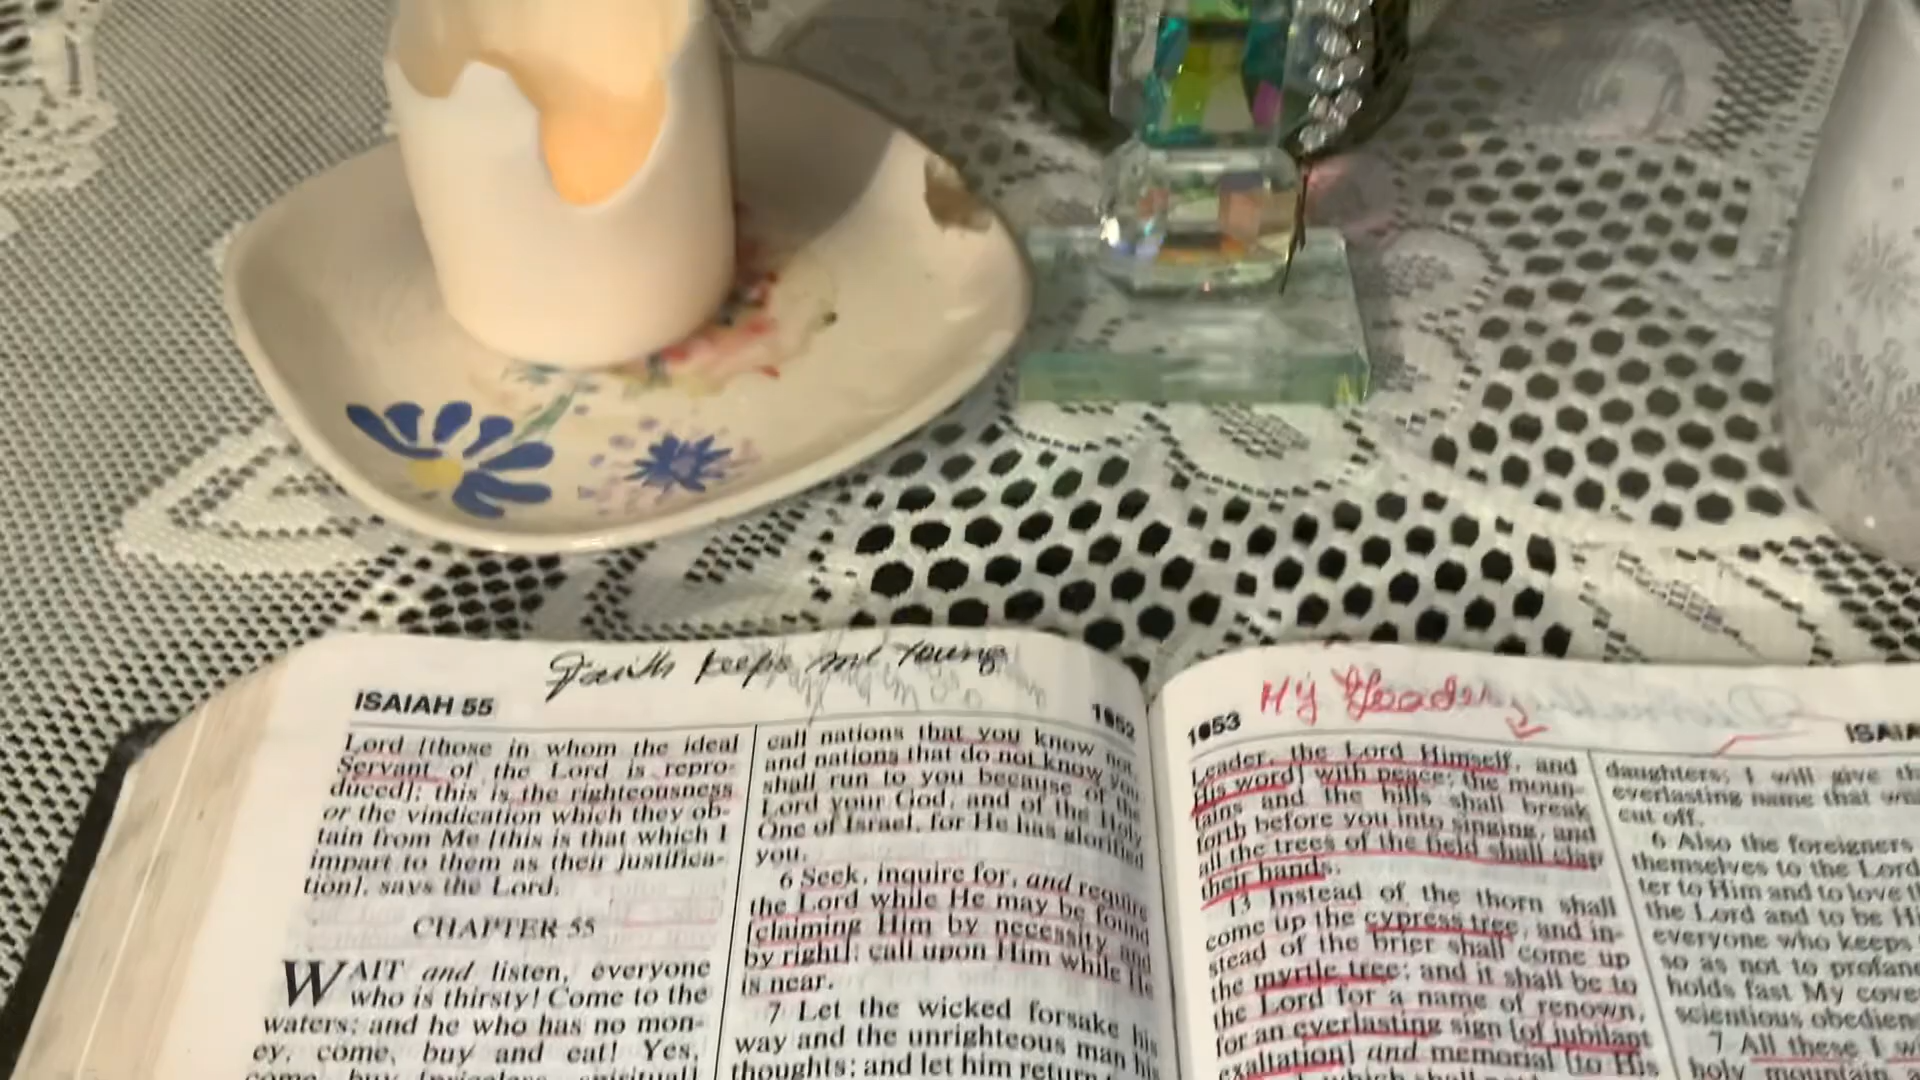 Faith keeps me Young
ISAIAH 55
1052
Lord [those in whom the ideal
Servant of the Lord is repro-
duced]; this is the righteousness
or the vindication which they ob-
tain from Me [this is that which I
impart to them as their justifica-
tion], says the Lord.
CHAPTER 55
WAIT and listen, everyone
who is thirsty! Come to the
waters; and he who has no mon-
ey, come, buy and eat! Yes,
come, buy [priceless, spiritual]
call nations that you know not,
and nations that do not know you
shall run to you because of the
Lord your God, and of the Holy
One of Israel, for He has glorified
you.
6 Seek, inquire for, and require
the Lord while He may be found
[claiming Him by necessity and
by right]; call upon Him while He
is near.
7 Let the wicked forsake his
way and the unrighteous man his
thoughts; and let him return
My Leader
1053
Leader, the Lord Himself, and
His word] with peace; the moun-
tains and the hills shall break
forth before you into singing, and
all the trees of the field shall clap
their hands.
13 Instead of the thorn shall
come up the cypress tree, and in-
stead of the brier shall come up
the myrtle tree; and it shall be to
the Lord for a name of renown,
for an everlasting sign [of jubilant
exaltation] and memorial [to His
which shall not
ISAIA
daughters; I will give
everlasting name that
cut off.
6 Also the foreigners
themselves to the Lord
ter to Him and to love
the Lord and to be
everyone who keeps
so as not to profane
holds fast My cove
scientious obedien
7 All these I
holy mountain